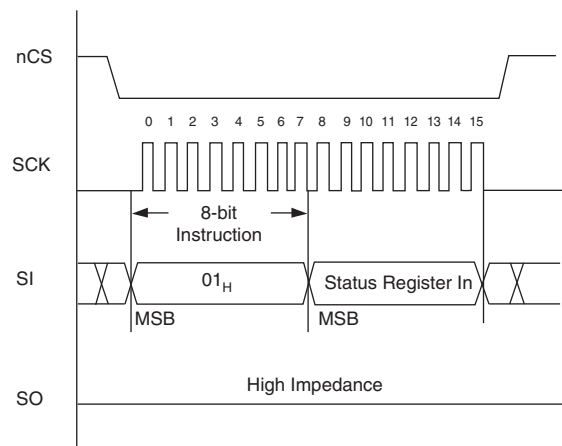 nCS
0 1 2 3 4 5 6 7 8 9 10 11 12 13 14 15
SCK
8-bit
Instruction
SI
01H
Status Register In
MSB
MSB
High Impedance
SO